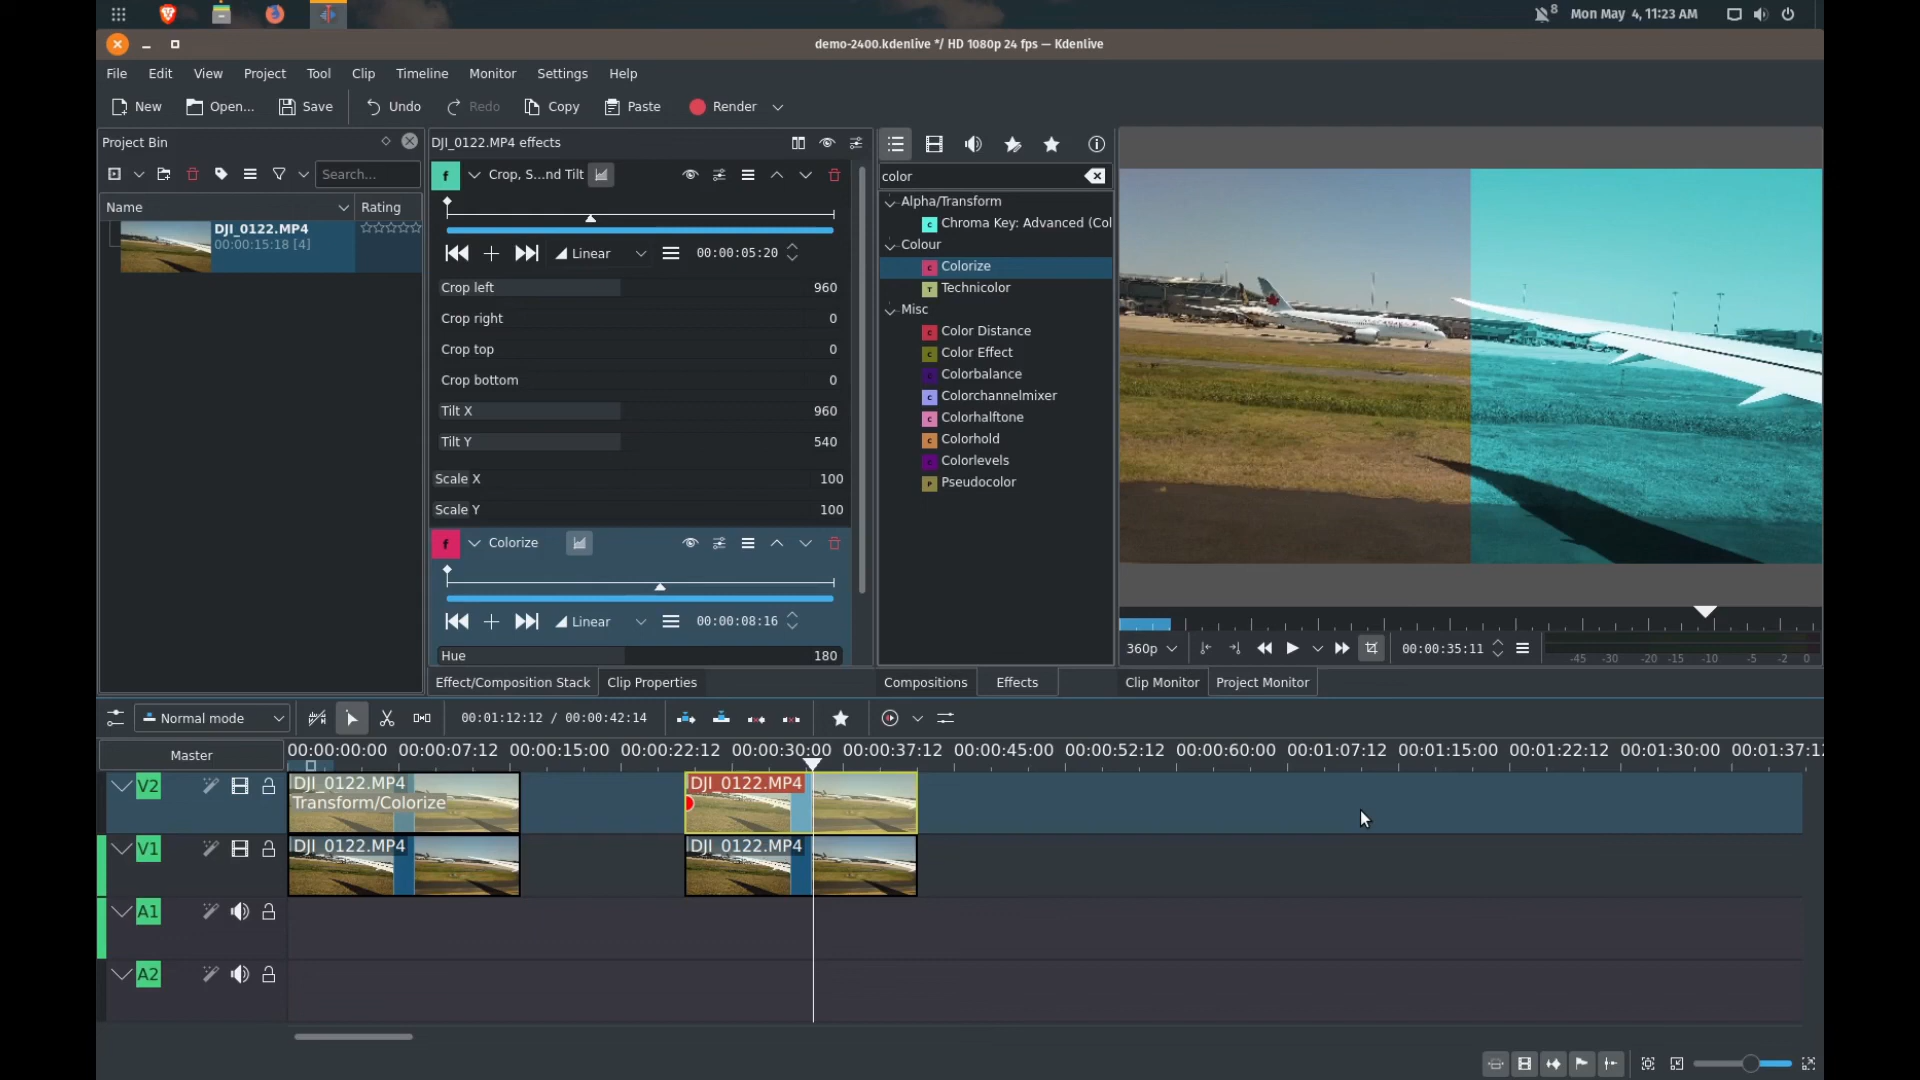 8
Mon May 4, 11:23 AM
demo-2400.kdenlive */ HD 1080p 24 fps — Kdenlive
File Edit View Project Tool Clip Timeline Monitor Settings Help
New Open... Save Undo Redo Copy Paste Render
Project Bin
Search...
Name Rating
DJI_0122.MP4
00:00:15:18 [4]
DJI_0122.MP4 effects
f Crop, S...nd Tilt
Linear 00:00:05:20
Crop left 960
Crop right 0
Crop top 0
Crop bottom 0
Tilt X 960
Tilt Y 540
Scale X 100
Scale Y 100
f Colorize
Linear 00:00:08:16
Hue 180
Effect/Composition Stack Clip Properties
color
Alpha/Transform
c Chroma Key: Advanced (Col
Colour
c Colorize
T Technicolor
Misc
c Color Distance
c Color Effect
c Colorbalance
c Colorchannelmixer
c Colorhalftone
c Colorhold
c Colorlevels
P Pseudocolor
Compositions Effects
360p 00:00:35:11
-45 -30 -20 -15 -10 -5 -2 0
Clip Monitor Project Monitor
Normal mode 00:01:12:12 / 00:00:42:14
Master
00:00:00:00 00:00:07:12 00:00:15:00 00:00:22:12 00:00:30:00 00:00:37:12 00:00:45:00 00:00:52:12 00:01:00:00 00:01:07:12 00:01:15:00 00:01:22:12 00:01:30:00 00:01:37:12
V2 DJI_0122.MP4 DJI_0122.MP4
Transform/Colorize
V1 DJI_0122.MP4 DJI_0122.MP4
A1
A2